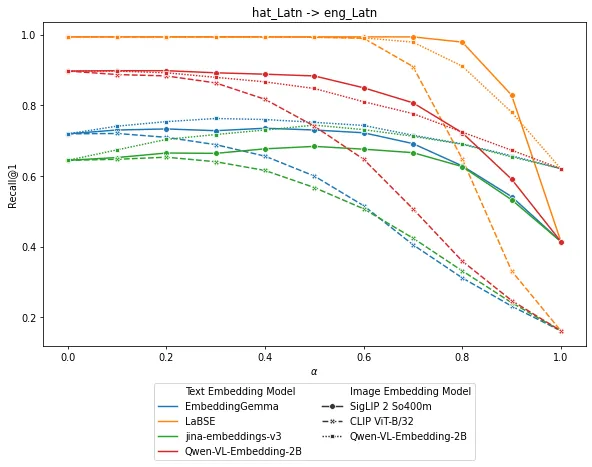 hat_Latn -> eng_Latn
Recall@1
1.0
0.8
0.6
0.4
0.2
0.0 0.2 0.4 0.6 0.8 1.0
α
Text Embedding Model Image Embedding Model
EmbeddingGemma SigLIP 2 So400m
LaBSE CLIP ViT-B/32
jina-embeddings-v3 Qwen-VL-Embedding-2B
Qwen-VL-Embedding-2B